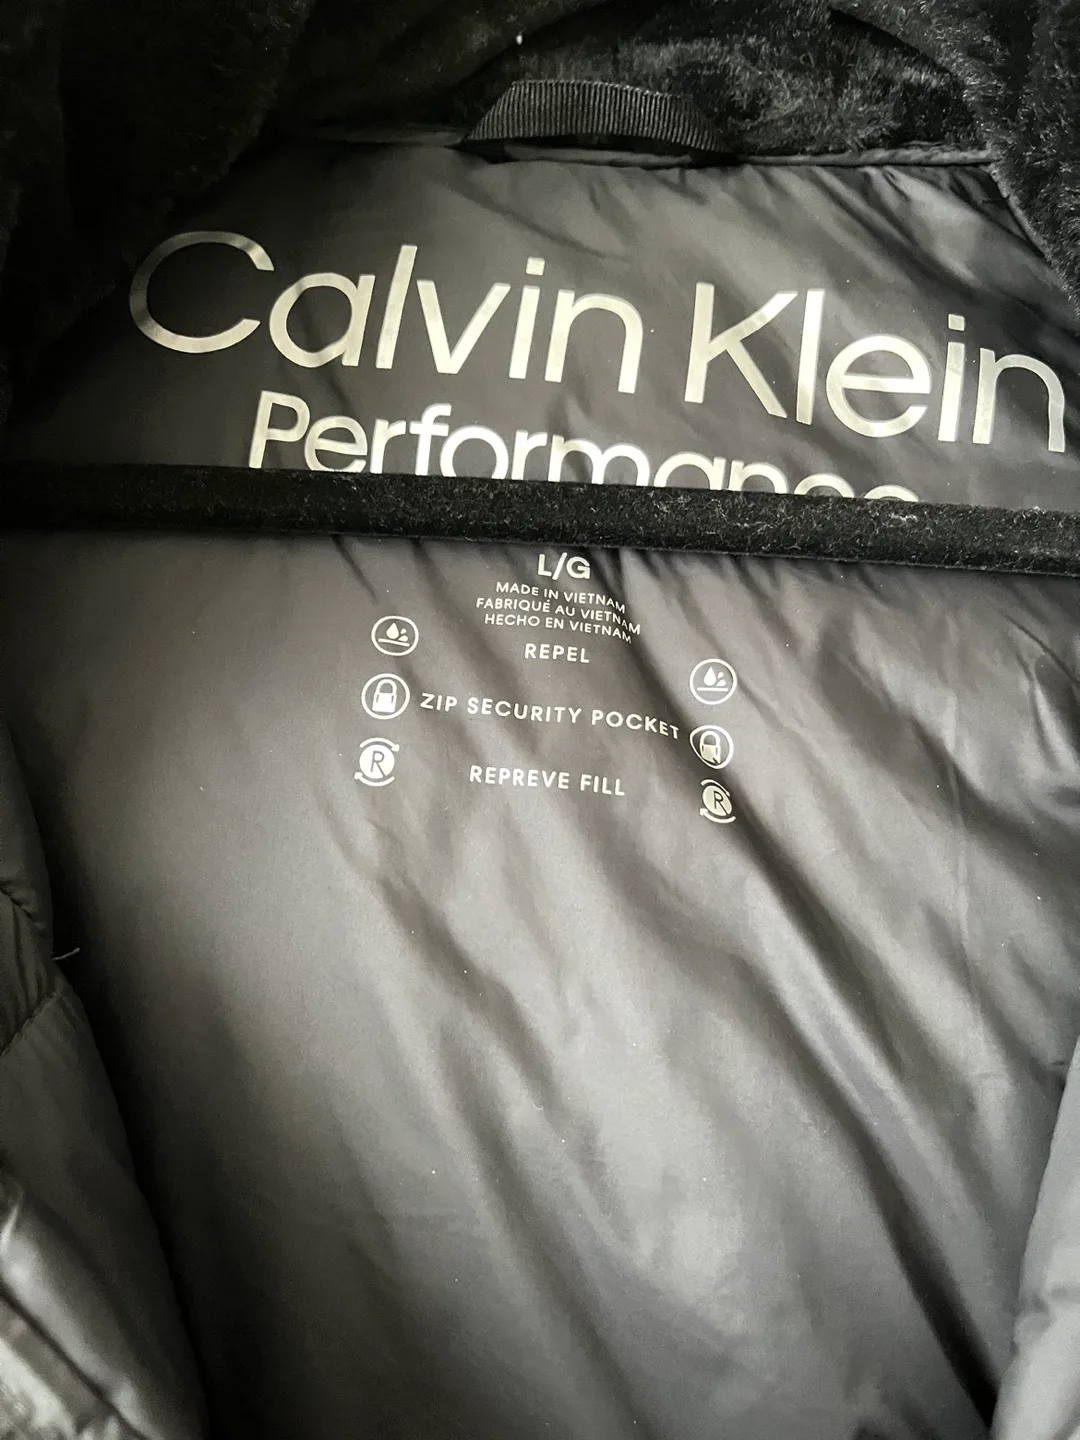 Calvin Klein
Performance
L/G
MADE IN VIETNAM
FABRIQUÉ AU VIETNAM
HECHO EN VIETNAM
REPEL
ZIP SECURITY POCKET
R REPREVE FILL R